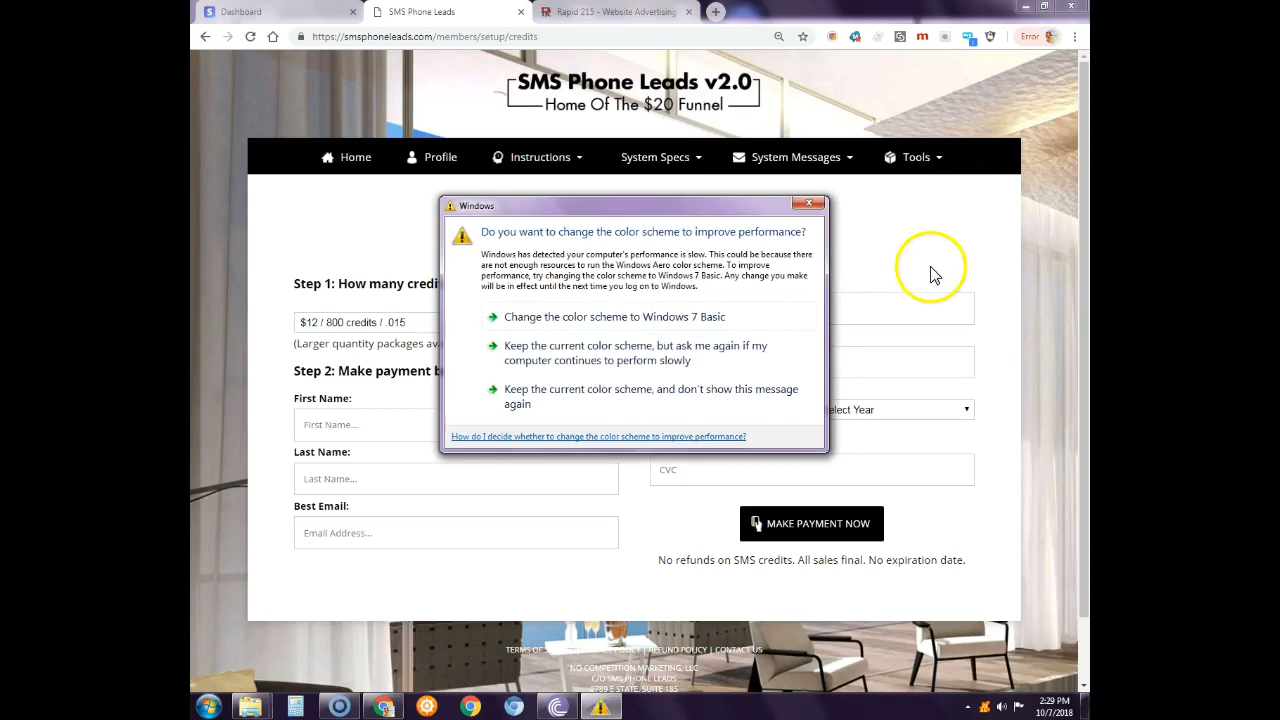 Dashboard
SMS Phone Leads
Rapid 215 - Website Advertising
https://smsphoneleads.com/members/setup/credits
Error
SMS Phone Leads v2.0
Home Of The $20 Funnel
Home
Profile
Instructions
System Specs
System Messages
Tools
Windows
Do you want to change the color scheme to improve performance?
Windows has detected your computer's performance is slow. This could be because there
are not enough resources to run the Windows Aero color scheme. To improve
performance, try changing the color scheme to Windows 7 Basic. Any change you make
will be in effect until the next time you log on to Windows.
Change the color scheme to Windows 7 Basic
Keep the current color scheme, but ask me again if my
computer continues to perform slowly
Keep the current color scheme, and don't show this message
again
How do I decide whether to change the color scheme to improve performance?
Step 1: How many credi
$12 / 800 credits / .015
(Larger quantity packages ava
Step 2: Make payment b
First Name:
First Name...
Last Name:
Last Name...
Best Email:
Email Address...
elect Year
CVC
MAKE PAYMENT NOW
No refunds on SMS credits. All sales final. No expiration date.
TERMS OF
POLICY | REFUND POLICY | CONTACT US
NO COMPETITION MARKETING, LLC
C/O SMS PHONE LEADS
2789 E STATE, SUITE 185
2:29 PM
10/7/2018